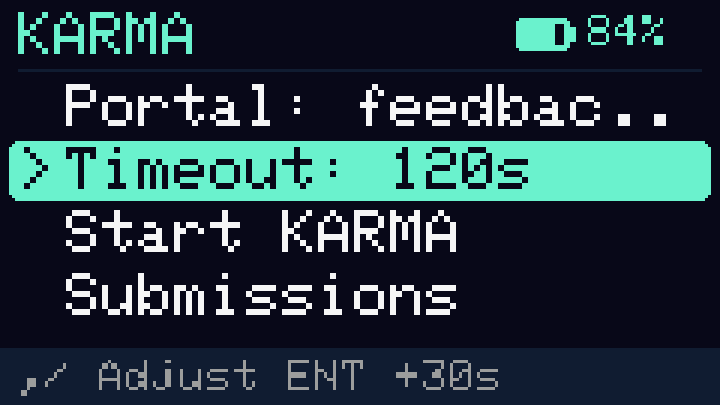 KARMA 84%
Portal: feedbac..
>Timeout: 120s
Start KARMA
Submissions
,/ Adjust ENT +30s